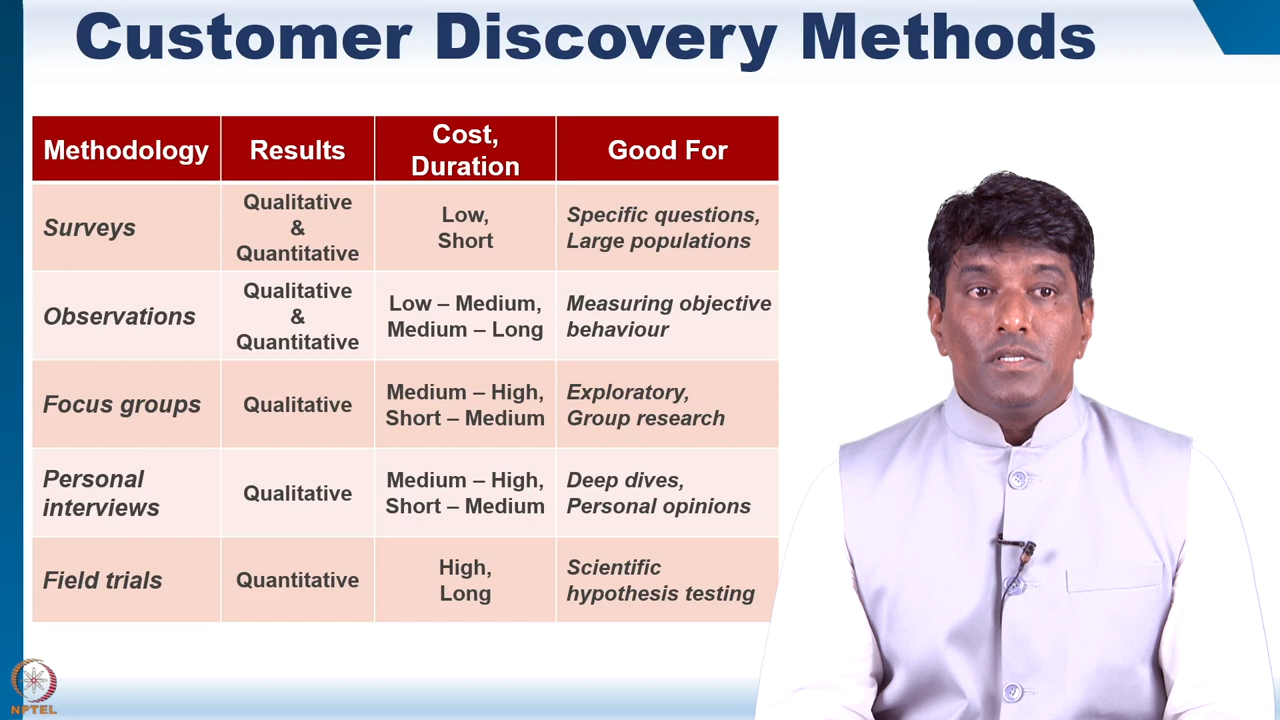 Customer Discovery Methods
Methodology
Results
Cost,
Duration
Good For
Surveys
Qualitative
&
Quantitative
Low,
Short
Specific questions,
Large populations
Observations
Qualitative
&
Quantitative
Low – Medium,
Medium – Long
Measuring objective
behaviour
Focus groups
Qualitative
Medium – High,
Short – Medium
Exploratory,
Group research
Personal
interviews
Qualitative
Medium – High,
Short – Medium
Deep dives,
Personal opinions
Field trials
Quantitative
High,
Long
Scientific
hypothesis testing
NPTEL